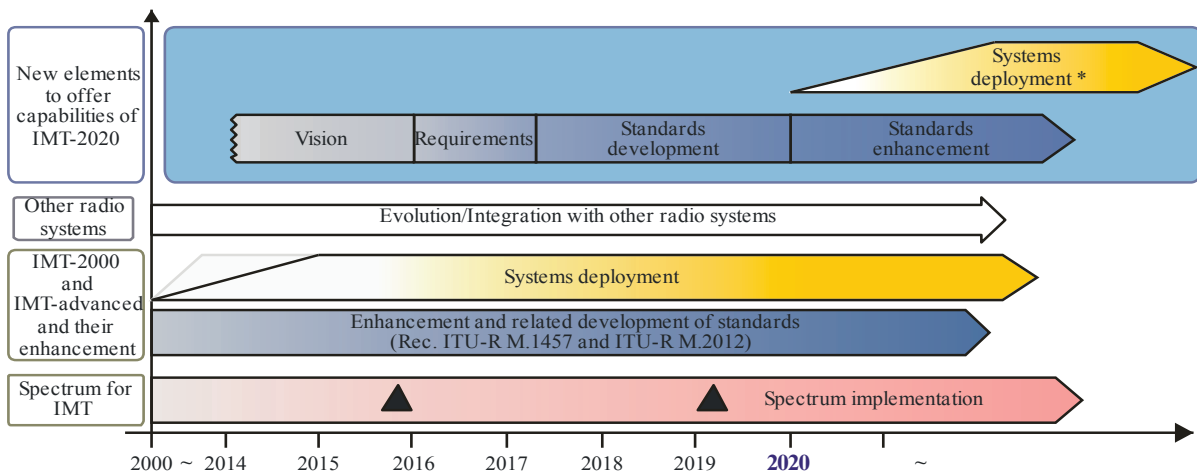 New elements
to offer
capabilities of
IMT-2020
Systems
deployment *
Vision
Requirements
Standards
development
Standards
enhancement
Other radio
systems
Evolution/Integration with other radio systems
IMT-2000
and
IMT-advanced
and their
enhancement
Systems deployment
Enhancement and related development of standards
(Rec. ITU-R M.1457 and ITU-R M.2012)
Spectrum for
IMT
Spectrum implementation
2000 ~ 2014 2015 2016 2017 2018 2019 2020 ~